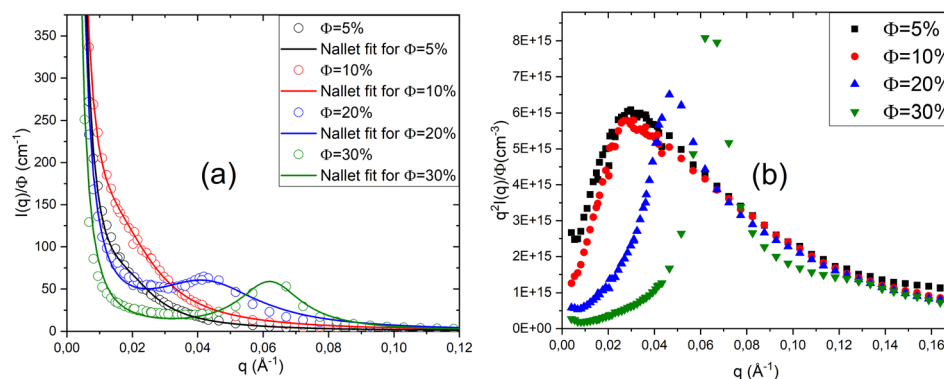 (a)
I(q)/Φ (cm⁻¹)
350
300
250
200
150
100
50
0
0,00 0,02 0,04 0,06 0,08 0,10 0,12
q (Å⁻¹)
Φ=5%
Nallet fit for Φ=5%
Φ=10%
Nallet fit for Φ=10%
Φ=20%
Nallet fit for Φ=20%
Φ=30%
Nallet fit for Φ=30%
(b)
q²I(q)/Φ(cm⁻³)
8E+15
7E+15
6E+15
5E+15
4E+15
3E+15
2E+15
1E+15
0E+00
0,00 0,02 0,04 0,06 0,08 0,10 0,12 0,14 0,16
q (Å⁻¹)
Φ=5%
Φ=10%
Φ=20%
Φ=30%